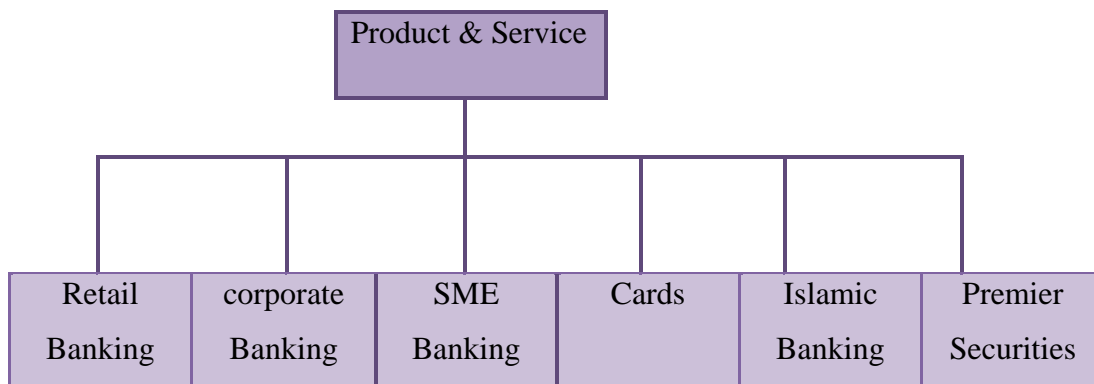 Product & Service
Retail
Banking
corporate
Banking
SME
Banking
Cards
Islamic
Banking
Premier
Securities